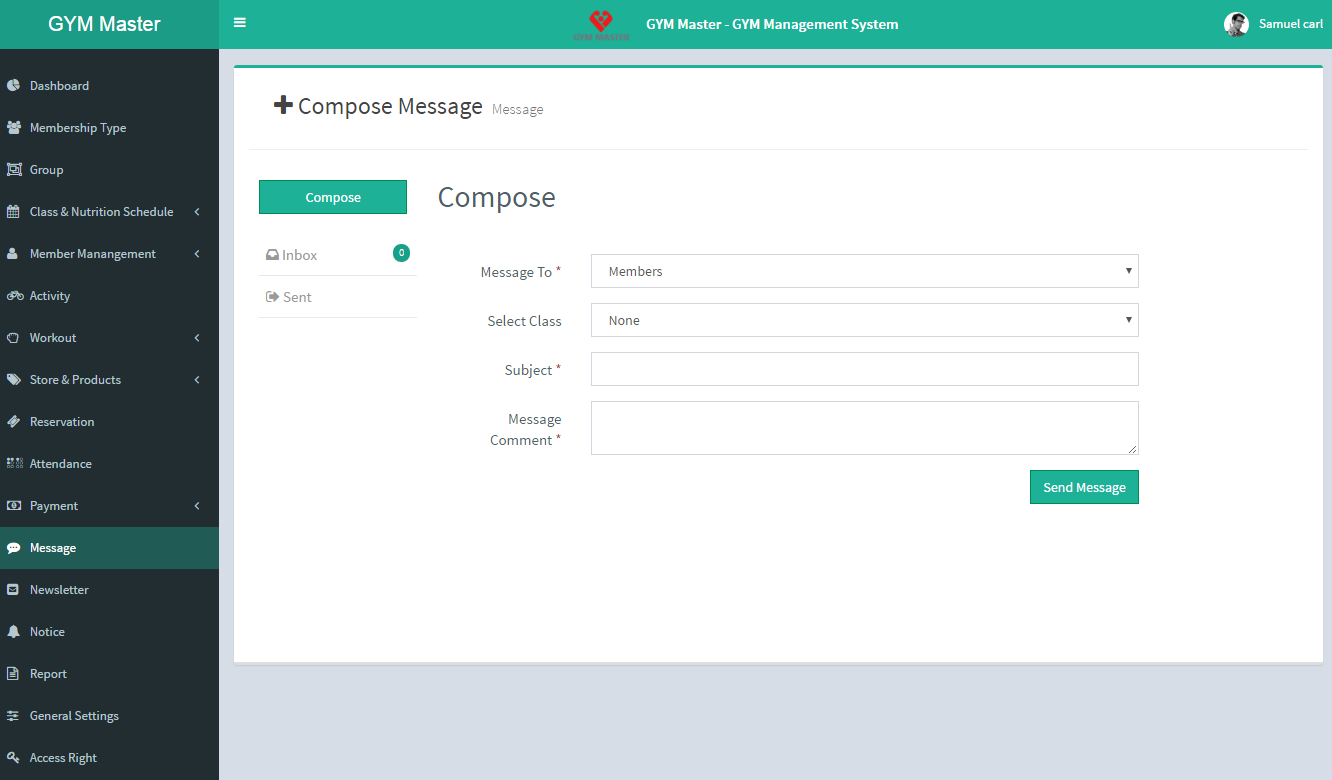 GYM Master
GYM MASTER
GYM Master - GYM Management System
Samuel carl
Dashboard
Membership Type
Group
Class & Nutrition Schedule
Member Manangement
Activity
Workout
Store & Products
Reservation
Attendance
Payment
Message
Newsletter
Notice
Report
General Settings
Access Right
Compose Message Message
Compose
Inbox 0
Sent
Compose
Message To * Members
Select Class None
Subject *
Message
Comment *
Send Message